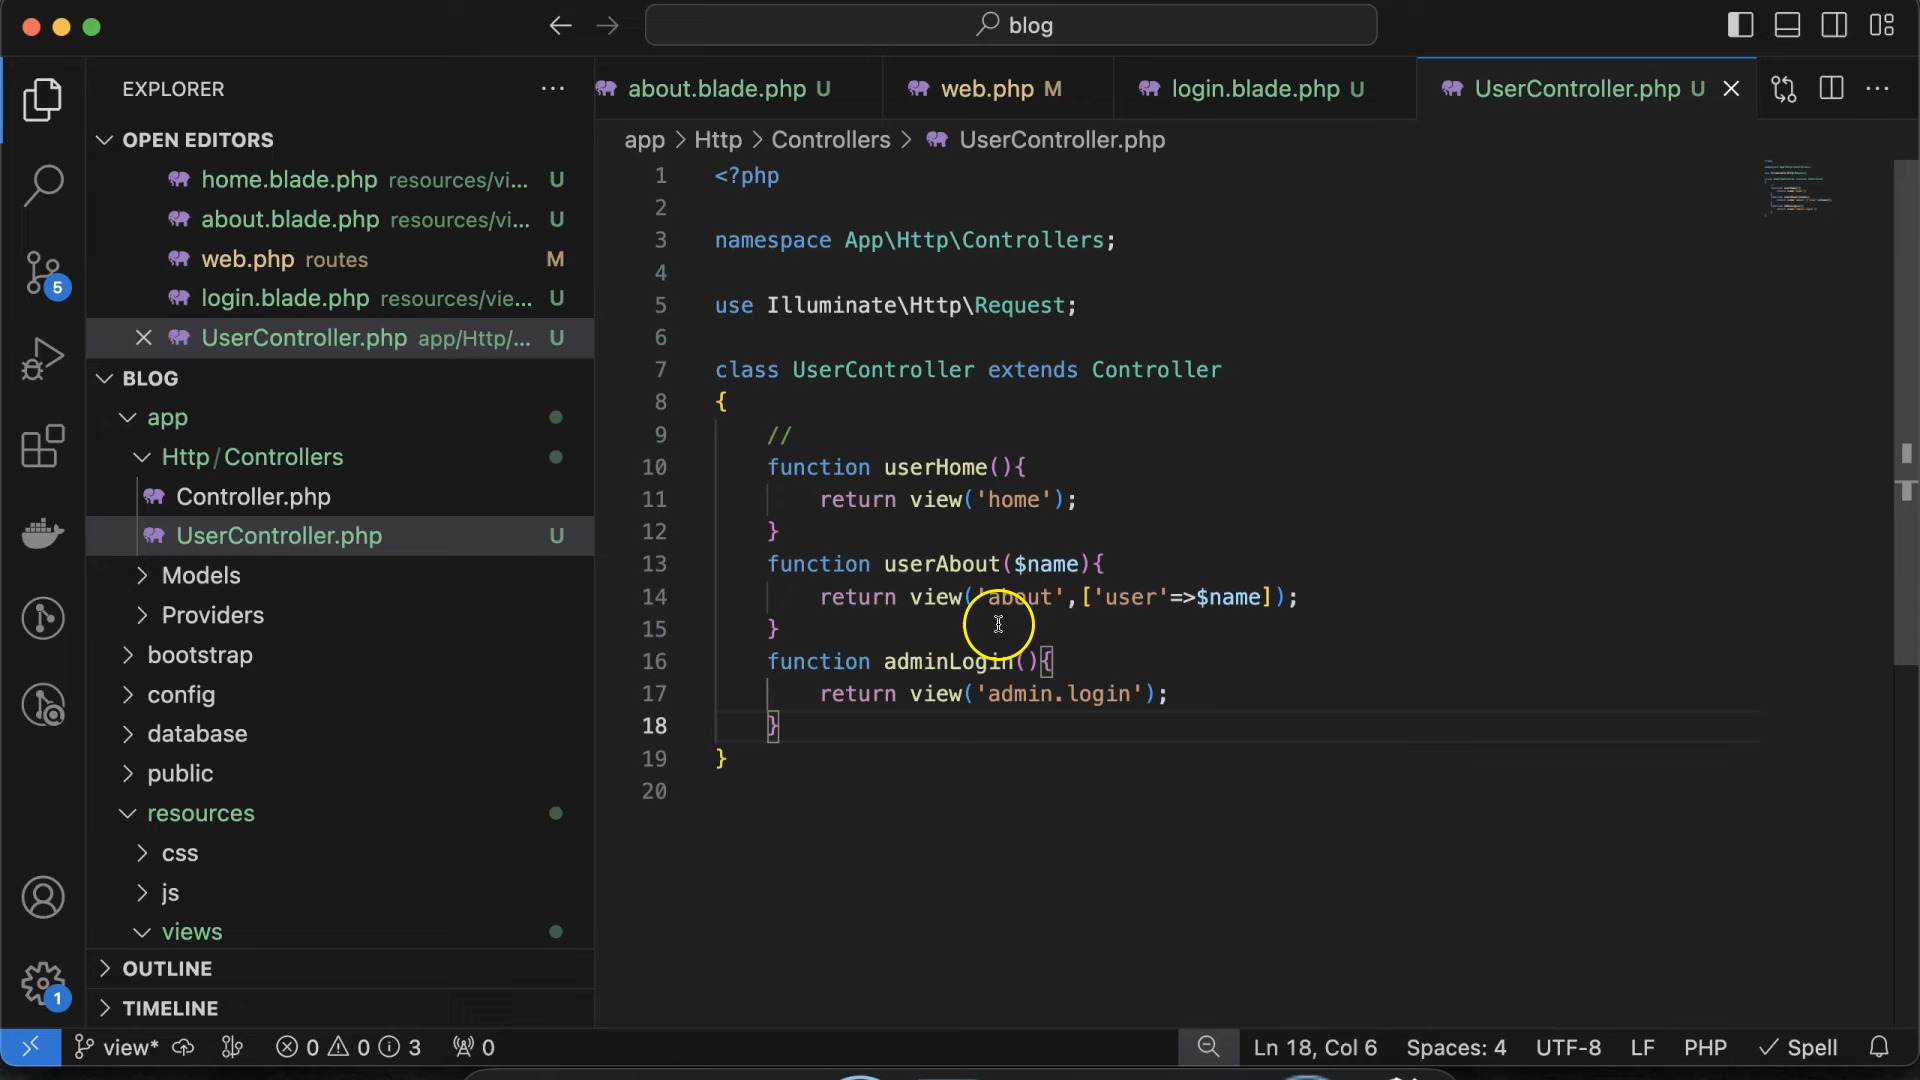 blog
EXPLORER
about.blade.php U
web.php M
login.blade.php U
UserController.php U
OPEN EDITORS
home.blade.php resources/vi... U
about.blade.php resources/vi... U
web.php routes M
login.blade.php resources/vie... U
UserController.php app/Http/... U
BLOG
app
Http / Controllers
Controller.php
UserController.php U
Models
Providers
bootstrap
config
database
public
resources
css
js
views
OUTLINE
TIMELINE
5
1
app > Http > Controllers > UserController.php
1 <?php
2
3 namespace App\Http\Controllers;
4
5 use Illuminate\Http\Request;
6
7 class UserController extends Controller
8 {
9 //
10 function userHome(){
11 return view('home');
12 }
13 function userAbout($name){
14 return view('about',['user'=>$name]);
15 }
16 function adminLogin(){
17 return view('admin.login');
18 }
19 }
20
view* 0 0 3 0 Ln 18, Col 6 Spaces: 4 UTF-8 LF PHP Spell